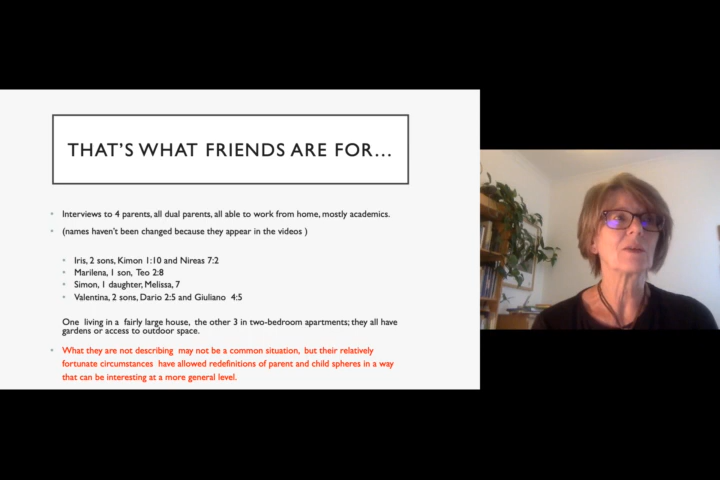 THAT'S WHAT FRIENDS ARE FOR...
Interviews to 4 parents, all dual parents, all able to work from home, mostly academics.
(names haven't been changed because they appear in the videos )
Iris, 2 sons, Kimon 1:10 and Nireas 7:2
Marilena, 1 son, Teo 2:8
Simon, 1 daughter, Melissa, 7
Valentina, 2 sons, Dario 2:5 and Giuliano 4:5
One living in a fairly large house, the other 3 in two-bedroom apartments; they all have
gardens or access to outdoor space.
What they are not describing may not be a common situation, but their relatively
fortunate circumstances have allowed redefinitions of parent and child spheres in a way
that can be interesting at a more general level.